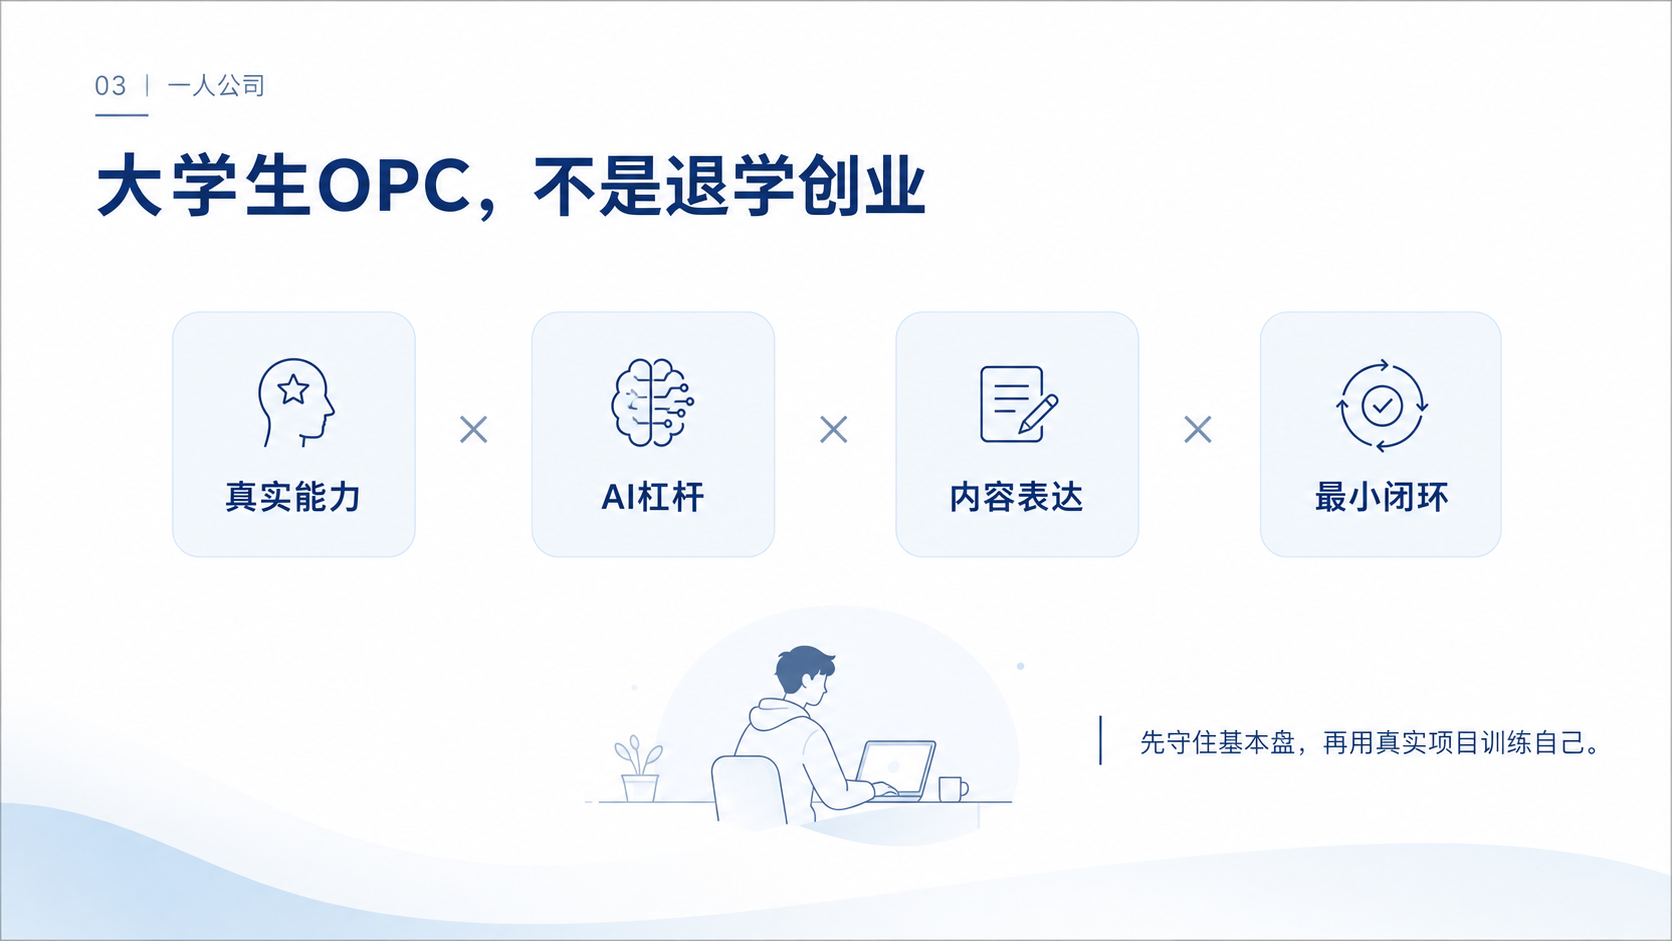 03 | 一人公司
大学生OPC，不是退学创业
真实能力 × AI杠杆 × 内容表达 × 最小闭环
先守住基本盘，再用真实项目训练自己。